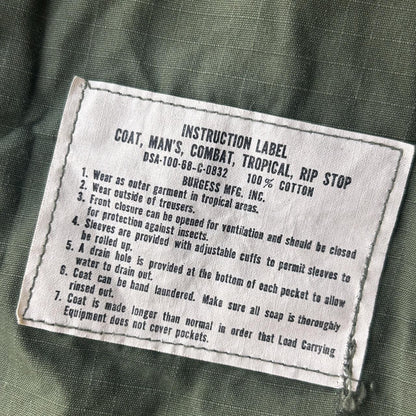 INSTRUCTION LABEL
COAT, MAN'S, COMBAT, TROPICAL, RIP STOP
DSA-100-68-C-0832 100% COTTON
BURGESS MFG. INC.
1. Wear as outer garment in tropical areas.
2. Wear outside of trousers.
3. Front closure can be opened for ventilation and should be closed
for protection against insects.
4. Sleeves are provided with adjustable cuffs to permit sleeves to
be rolled up.
5. A drain hole is provided at the bottom of each pocket to allow
water to drain out.
6. Coat can be hand laundered. Make sure all soap is thoroughly
rinsed out.
7. Coat is made longer than normal in order that Load Carrying
Equipment does not cover pockets.